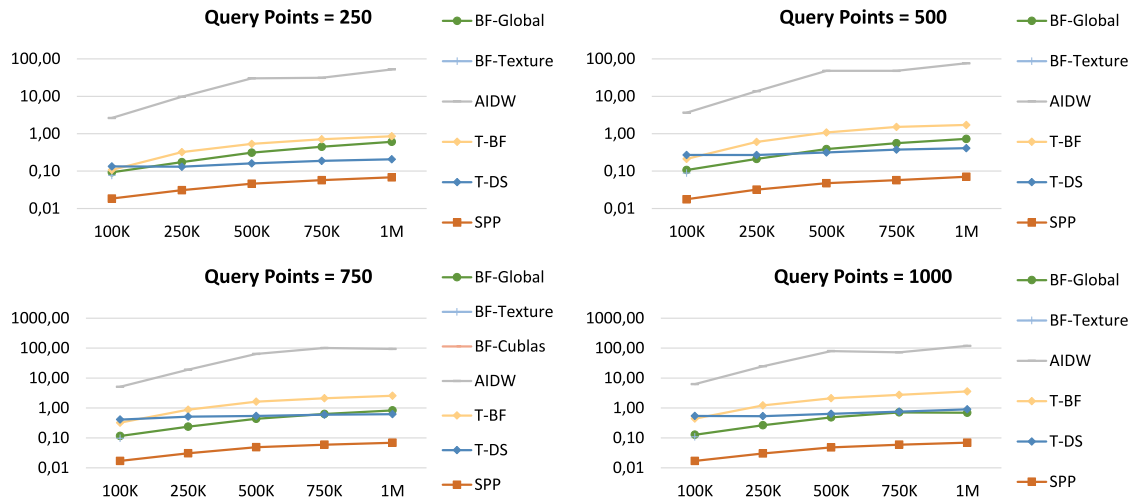 Query Points = 250
100,00
10,00
1,00
0,10
0,01
100K 250K 500K 750K 1M
BF-Global
BF-Texture
AIDW
T-BF
T-DS
SPP
Query Points = 500
100,00
10,00
1,00
0,10
0,01
100K 250K 500K 750K 1M
BF-Global
BF-Texture
AIDW
T-BF
T-DS
SPP
Query Points = 750
1000,00
100,00
10,00
1,00
0,10
0,01
100K 250K 500K 750K 1M
BF-Global
BF-Texture
BF-Cublas
AIDW
T-BF
T-DS
SPP
Query Points = 1000
1000,00
100,00
10,00
1,00
0,10
0,01
100K 250K 500K 750K 1M
BF-Global
BF-Texture
AIDW
T-BF
T-DS
SPP